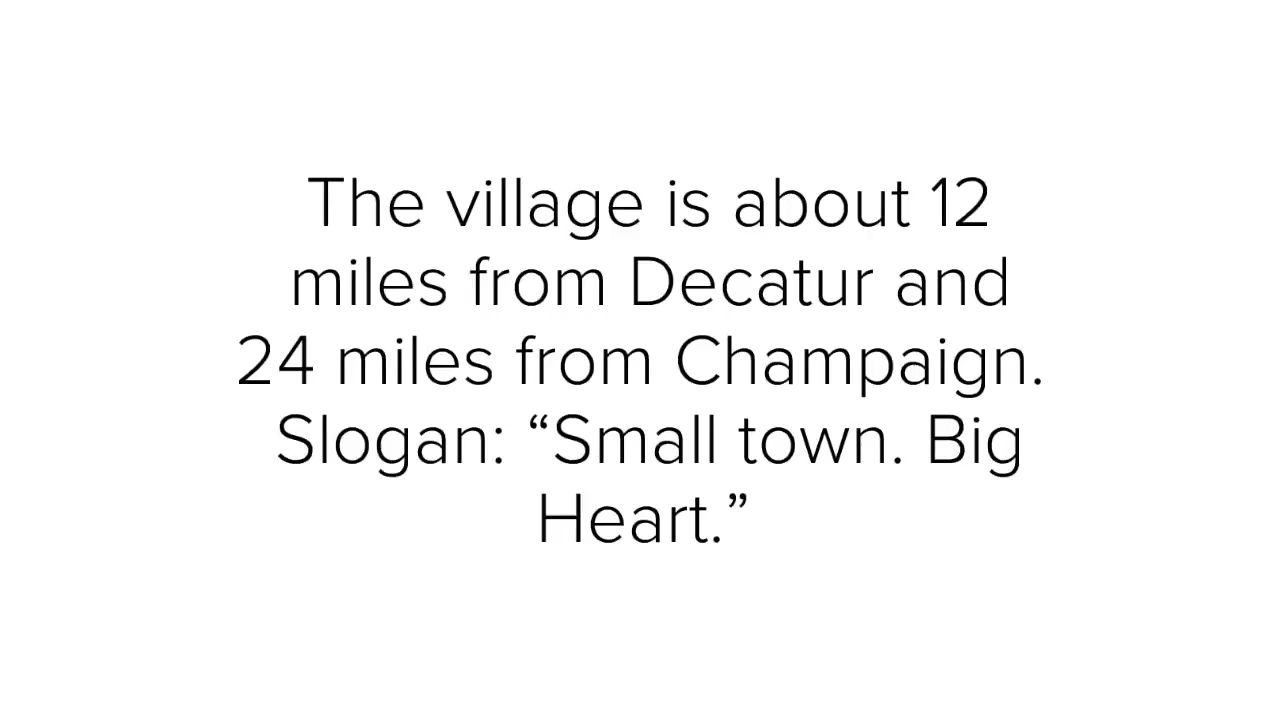 The village is about 12
miles from Decatur and
24 miles from Champaign.
Slogan: “Small town. Big
Heart.”